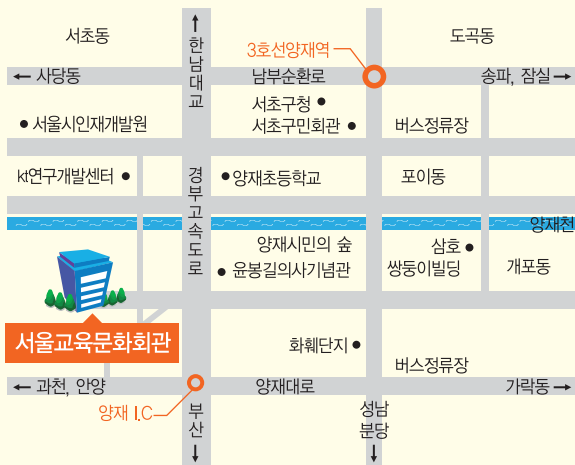 서초동
한남대교
3호선양재역
도곡동
사당동
남부순환로
송파, 잠실
서울시인재개발원
서초구청
서초구민회관
버스정류장
kt연구개발센터
경부고속도로
양재초등학교
포이동
양재천
양재시민의 숲
윤봉길의사기념관
삼호
쌍둥이빌딩
개포동
서울교육문화회관
화훼단지
버스정류장
과천, 안양
양재대로
가락동
양재 I.C
부산
성남
분당